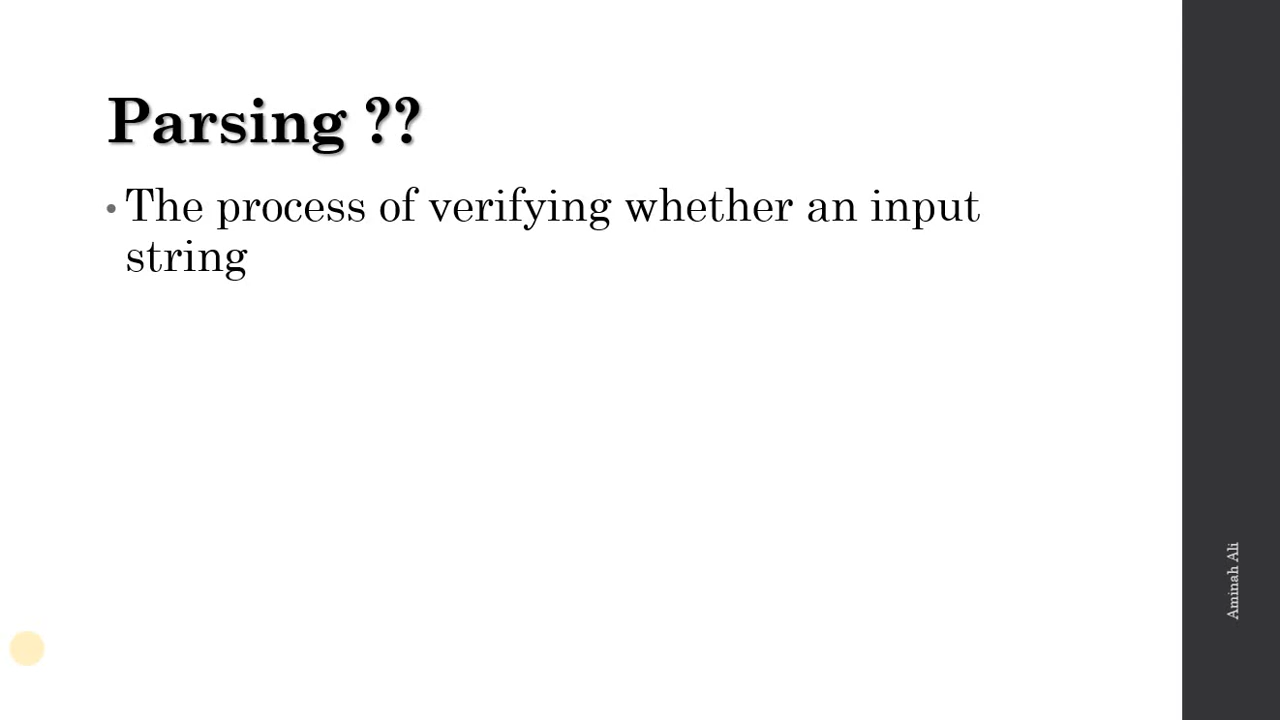 Parsing ??
• The process of verifying whether an input
string
Aminah Ali